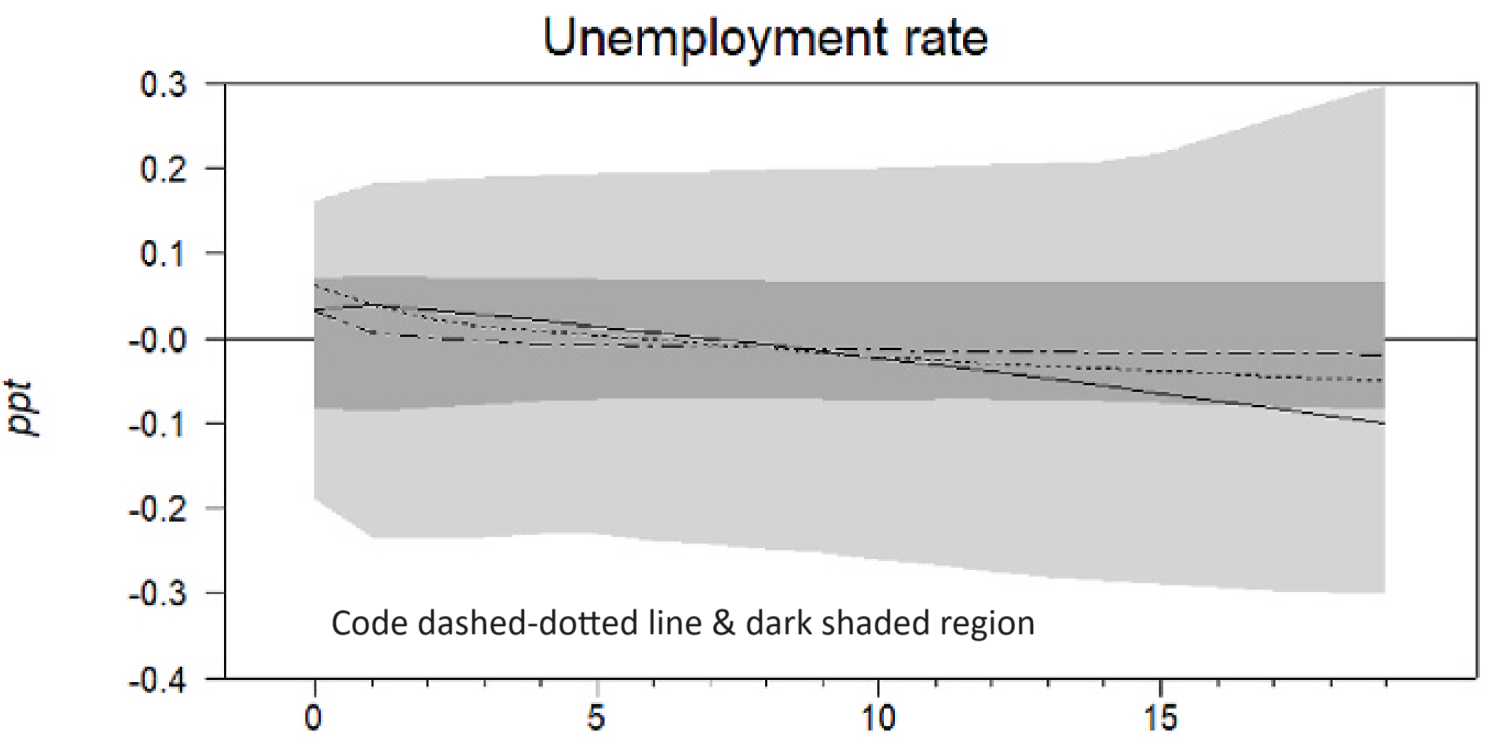 Unemployment rate
0.3
0.2
0.1
-0.0
-0.1
-0.2
-0.3
-0.4
ppt
Code dashed-dotted line & dark shaded region
0 5 10 15